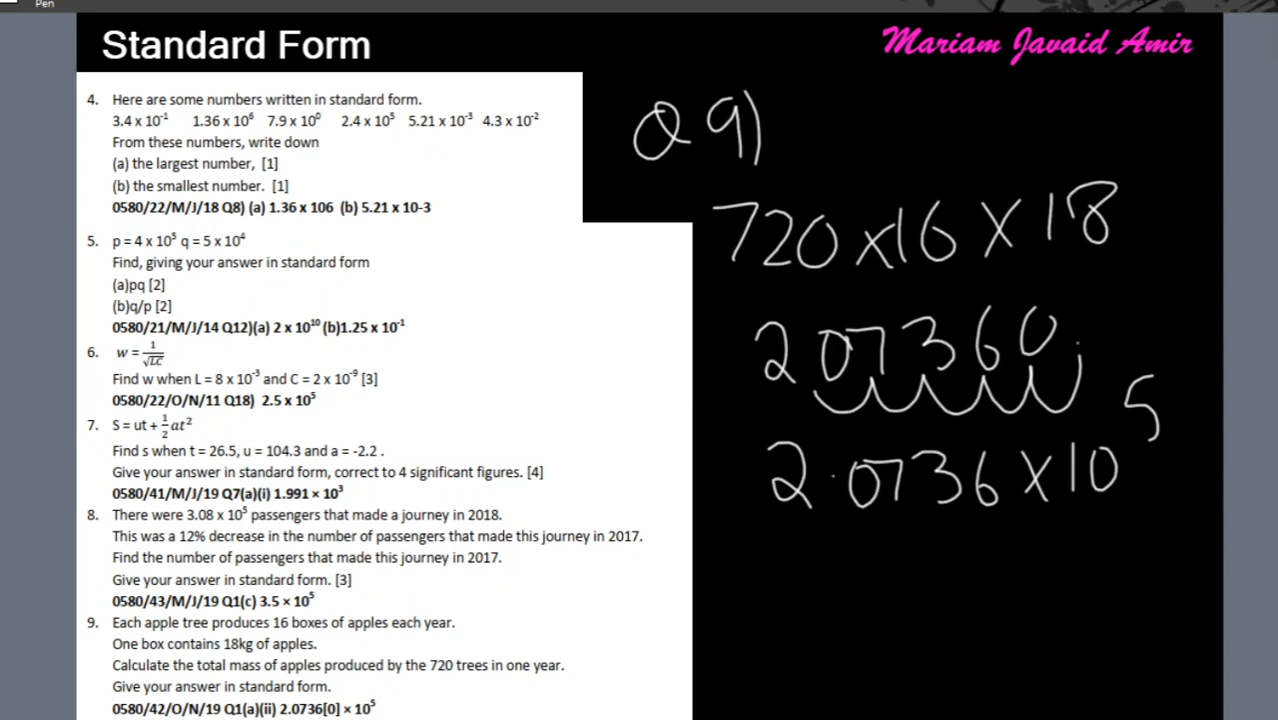 Pen
Standard Form
Mariam Javaid Amir
4. Here are some numbers written in standard form.
3.4 x 10⁻¹ 1.36 x 10⁶ 7.9 x 10⁰ 2.4 x 10⁵ 5.21 x 10⁻³ 4.3 x 10⁻²
From these numbers, write down
(a) the largest number, [1]
(b) the smallest number. [1]
0580/22/M/J/18 Q8) (a) 1.36 x 106 (b) 5.21 x 10-3
5. p = 4 x 10⁵ q = 5 x 10⁴
Find, giving your answer in standard form
(a)pq [2]
(b)q/p [2]
0580/21/M/J/14 Q12)(a) 2 x 10¹⁰ (b)1.25 x 10⁻¹
6. w = 1/√LC
Find w when L = 8 x 10⁻³ and C = 2 x 10⁻⁹ [3]
0580/22/O/N/11 Q18) 2.5 x 10⁵
7. S = ut + 1/2 at²
Find s when t = 26.5, u = 104.3 and a = -2.2 .
Give your answer in standard form, correct to 4 significant figures. [4]
0580/41/M/J/19 Q7(a)(i) 1.991 × 10³
8. There were 3.08 x 10⁵ passengers that made a journey in 2018.
This was a 12% decrease in the number of passengers that made this journey in 2017.
Find the number of passengers that made this journey in 2017.
Give your answer in standard form. [3]
0580/43/M/J/19 Q1(c) 3.5 × 10⁵
9. Each apple tree produces 16 boxes of apples each year.
One box contains 18kg of apples.
Calculate the total mass of apples produced by the 720 trees in one year.
Give your answer in standard form.
0580/42/O/N/19 Q1(a)(ii) 2.0736[0] × 10⁵
Q 9)
720 x 16 x 18
207360.
2.0736 x 10⁵